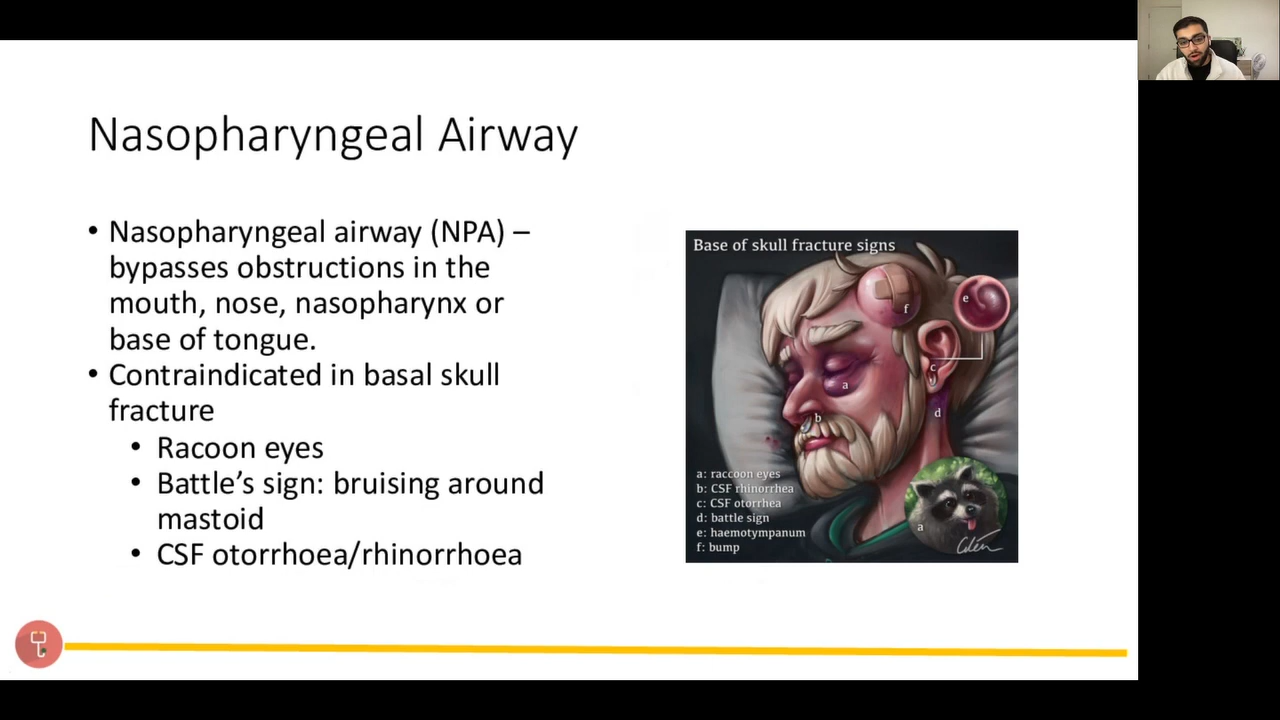 Nasopharyngeal Airway
• Nasopharyngeal airway (NPA) –
bypasses obstructions in the
mouth, nose, nasopharynx or
base of tongue.
• Contraindicated in basal skull
fracture
• Racoon eyes
• Battle’s sign: bruising around
mastoid
• CSF otorrhoea/rhinorrhoea
Base of skull fracture signs
f
e
c
a
d
b
a: raccoon eyes
b: CSF rhinorrhea
c: CSF otorrhea
d: battle sign
e: haemotympanum
f: bump
a